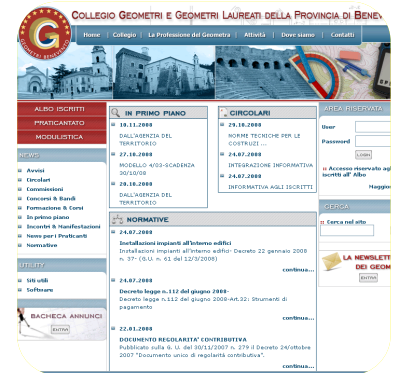 COLLEGIO GEOMETRI E GEOMETRI LAUREATI DELLA PROVINCIA DI BENEV
GEOMETRI BENEVENTO
Home | Collegio | La Professione del Geometra | Attività | Dove siamo | Contatti
ALBO ISCRITTI
PRATICANTATO
MODULISTICA
NEWS
Avvisi
Circolari
Commissioni
Concorsi & Bandi
Formazione & Corsi
In primo piano
Incontri & Manifestazioni
News per i Praticanti
Normative
UTILITY
Siti utili
Software
BACHECA ANNUNCI
ENTRA
IN PRIMO PIANO
10.11.2008
DALL'AGENZIA DEL
TERRITORIO
27.10.2008
MODELLO 4/03-SCADENZA
30/10/08
20.10.2008
DALL'AGENZIA DEL
TERRITORIO
CIRCOLARI
29.10.2008
NORME TECNICHE PER LE
COSTRUZI ...
24.07.2008
INTEGRAZIONE INFORMATIVA
24.07.2008
INFORMATIVA AGLI ISCRITTI
NORMATIVE
24.07.2008
Installazioni impianti all'interno edifici
Installazioni impianti all'interno edifici- Decreto 22 gennaio 2008
n. 37- (G.U. n. 61 del 12/3/2008)
continua...
24.07.2008
Decreto legge n.112 del giugno 2008-
Decreto legge n.112 del giugno 2008-Art.32: Strumenti di
pagamento
continua...
22.01.2008
DOCUMENTO REGOLARITA' CONTRIBUTIVA
Pubblicato sulla G. U. del 30/11/2007 n. 279 il Decreto 24/ottobre
2007 "Documento unico di regolarità contributiva".
continua...
AREA RISERVATA
User
Password
LOGIN
Accesso riservato agl
iscritti all' Albo
Maggio
CERCA
Cerca nel sito
LA NEWSLETTE
DEI GEOM
ENTRA